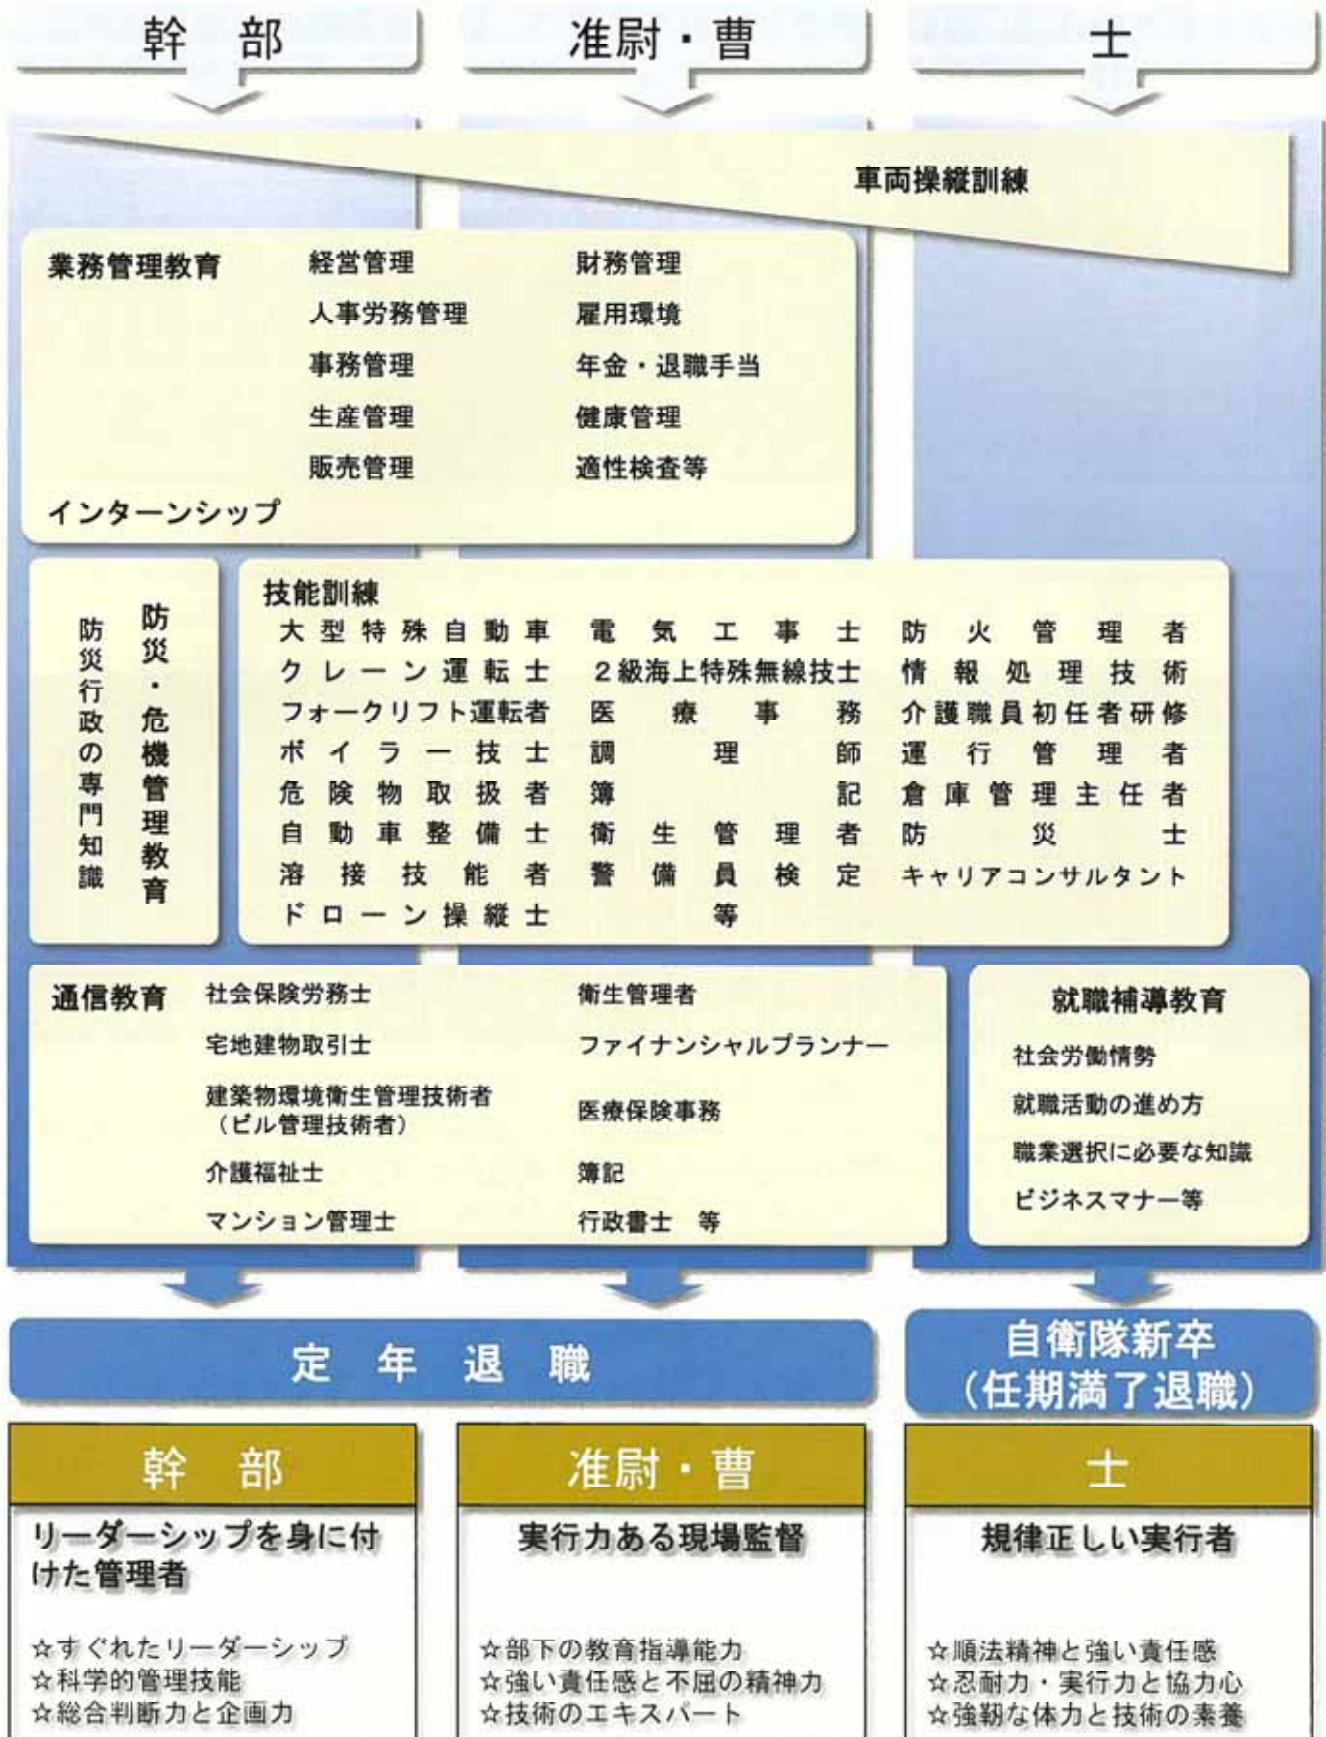 幹部
准尉・曹
士
車両操縦訓練
業務管理教育
経営管理
財務管理
人事労務管理
雇用環境
事務管理
年金・退職手当
生産管理
健康管理
販売管理
適性検査等
インターンシップ
防災・危機管理教育
防災行政の専門知識
技能訓練
大型特殊自動車
電気工事士
防火管理者
クレーン運転士
2級海上特殊無線技士
情報処理技術
フォークリフト運転者
医療事務
介護職員初任者研修
ボイラー技士
調理師
運行管理者
危険物取扱者
簿記
倉庫管理主任者
自動車整備士
衛生管理者
防災士
溶接技能者
警備員検定
キャリアコンサルタント
ドローン操縦士
等
通信教育
社会保険労務士
衛生管理者
宅地建物取引士
ファイナンシャルプランナー
建築物環境衛生管理技術者
（ビル管理技術者）
医療保険事務
介護福祉士
簿記
マンション管理士
行政書士 等
就職補導教育
社会労働情勢
就職活動の進め方
職業選択に必要な知識
ビジネスマナー等
定年退職
自衛隊新卒
（任期満了退職）
幹部
リーダーシップを身に付
けた管理者
☆すぐれたリーダーシップ
☆科学的管理技能
☆総合判断力と企画力
准尉・曹
実行力ある現場監督
☆部下の教育指導能力
☆強い責任感と不屈の精神力
☆技術のエキスパート
士
規律正しい実行者
☆順法精神と強い責任感
☆忍耐力・実行力と協力心
☆強靭な体力と技術の素養